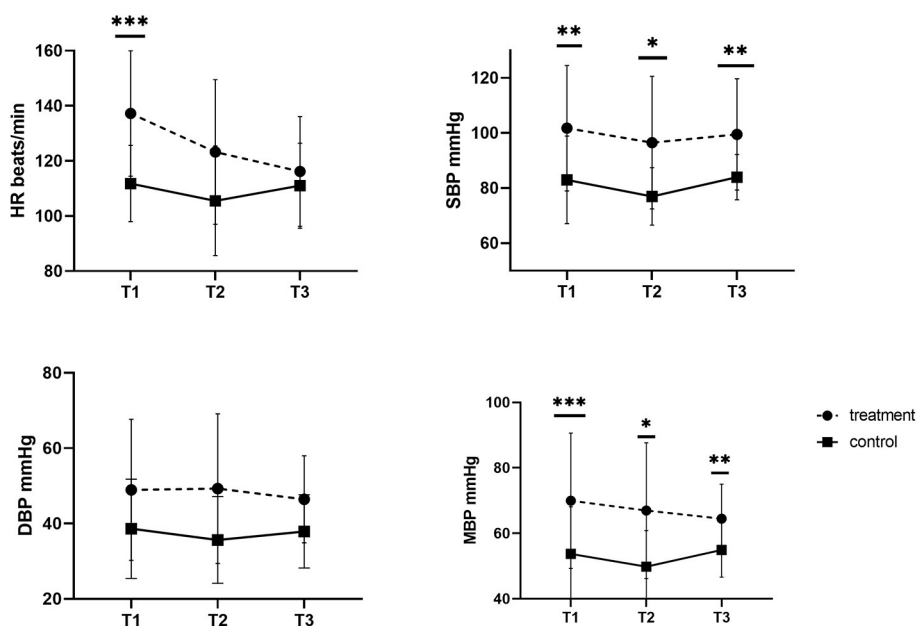 ***
160
140
120
100
80
HR beats/min
T1 T2 T3
** * **
120
100
80
60
SBP mmHg
T1 T2 T3
80
60
40
20
DBP mmHg
T1 T2 T3
*** * **
100
80
60
40
MBP mmHg
T1 T2 T3
treatment
control